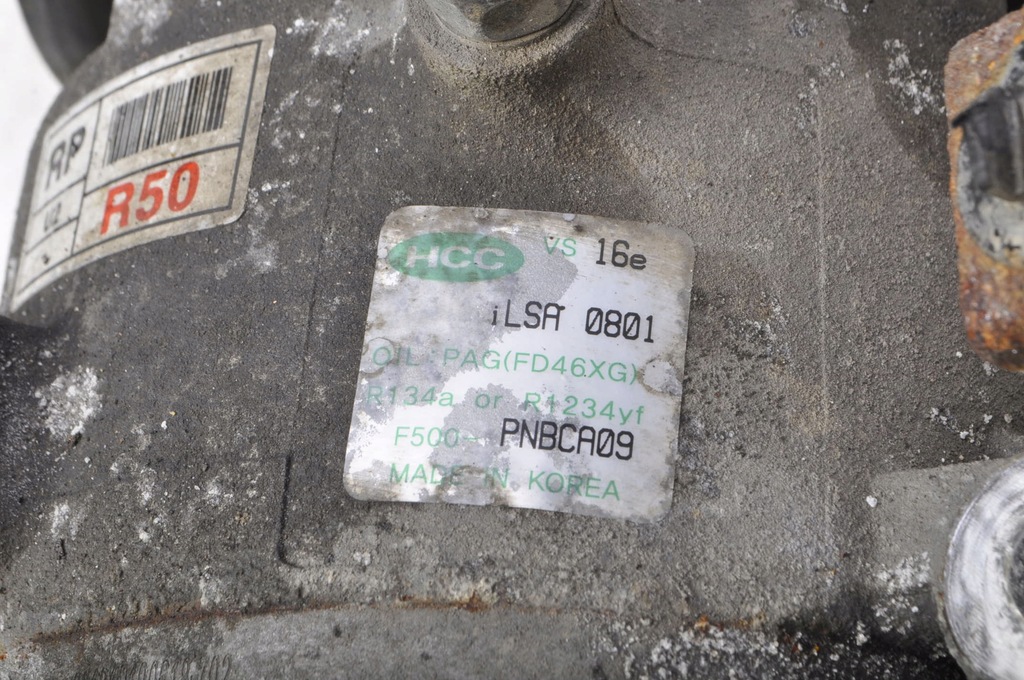 RP
R50
HCC VS 16e
iLSA 0801
OIL : PAG(FD46XG)
R134a or R1234yf
F500- PNBCA09
MADE IN KOREA